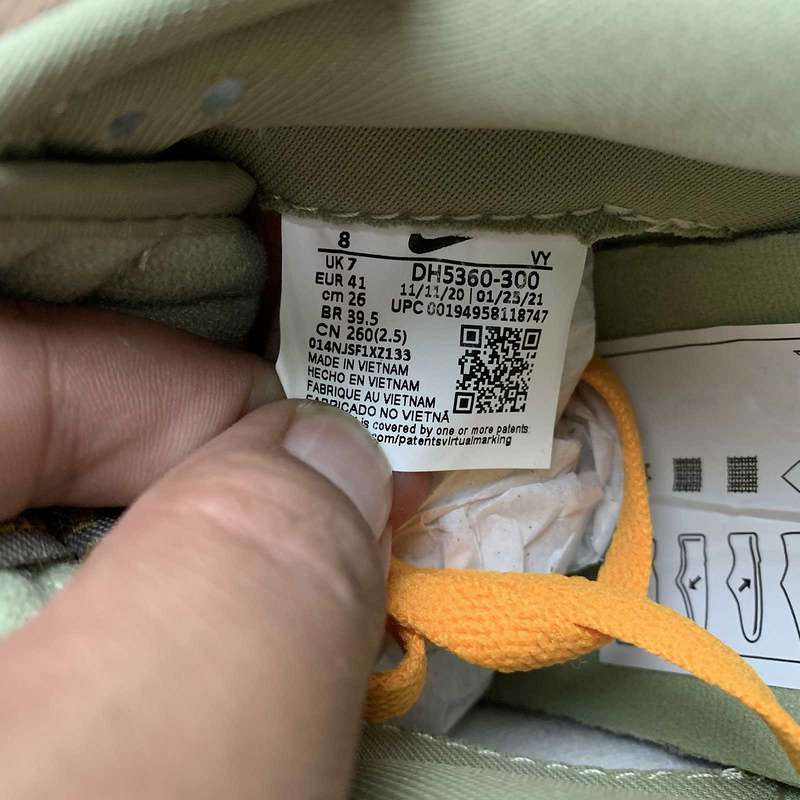 8 VY
UK 7 DH5360-300
EUR 41 11/11/20 | 01/25/21
cm 26 UPC 00194958118747
BR 39.5
CN 260(2.5)
014NJSF1XZ133
MADE IN VIETNAM
HECHO EN VIETNAM
FABRIQUE AU VIETNAM
FABRICADO NO VIETNÃ
is covered by one or more patents
.com/patentsvirtualmarking